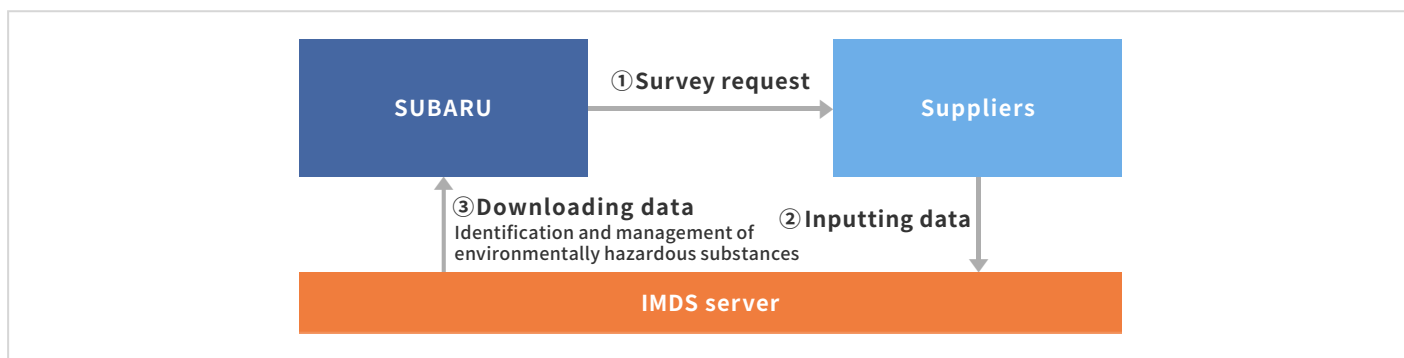 SUBARU
①Survey request
Suppliers
③Downloading data
Identification and management of
environmentally hazardous substances
②Inputting data
IMDS server